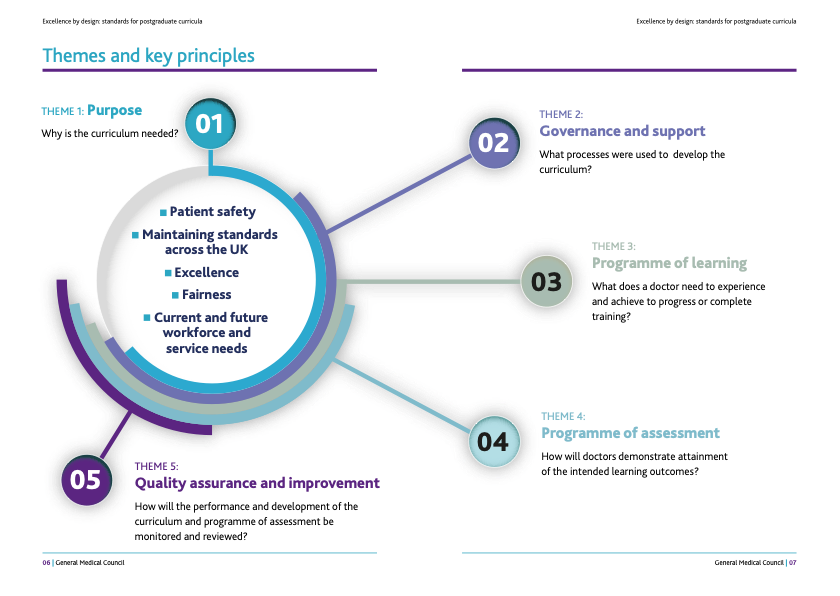 Excellence by design: standards for postgraduate curricula
Excellence by design: standards for postgraduate curricula
Themes and key principles
THEME 1: Purpose
Why is the curriculum needed?
01
■ Patient safety
■ Maintaining standards
across the UK
■ Excellence
■ Fairness
■ Current and future
workforce and
service needs
02
THEME 2:
Governance and support
What processes were used to develop the
curriculum?
03
THEME 3:
Programme of learning
What does a doctor need to experience
and achieve to progress or complete
training?
04
THEME 4:
Programme of assessment
How will doctors demonstrate attainment
of the intended learning outcomes?
05
THEME 5:
Quality assurance and improvement
How will the performance and development of the
curriculum and programme of assessment be
monitored and reviewed?
06 | General Medical Council
General Medical Council | 07